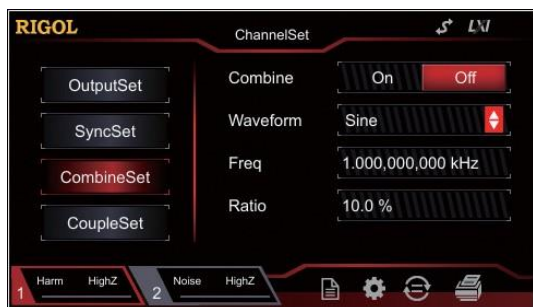 RIGOL
ChannelSet
LXI
OutputSet
Combine
On
Off
SyncSet
Waveform
Sine
CombineSet
Freq
1.000,000,000 kHz
CoupleSet
Ratio
10.0 %
1
Harm
HighZ
2
Noise
HighZ